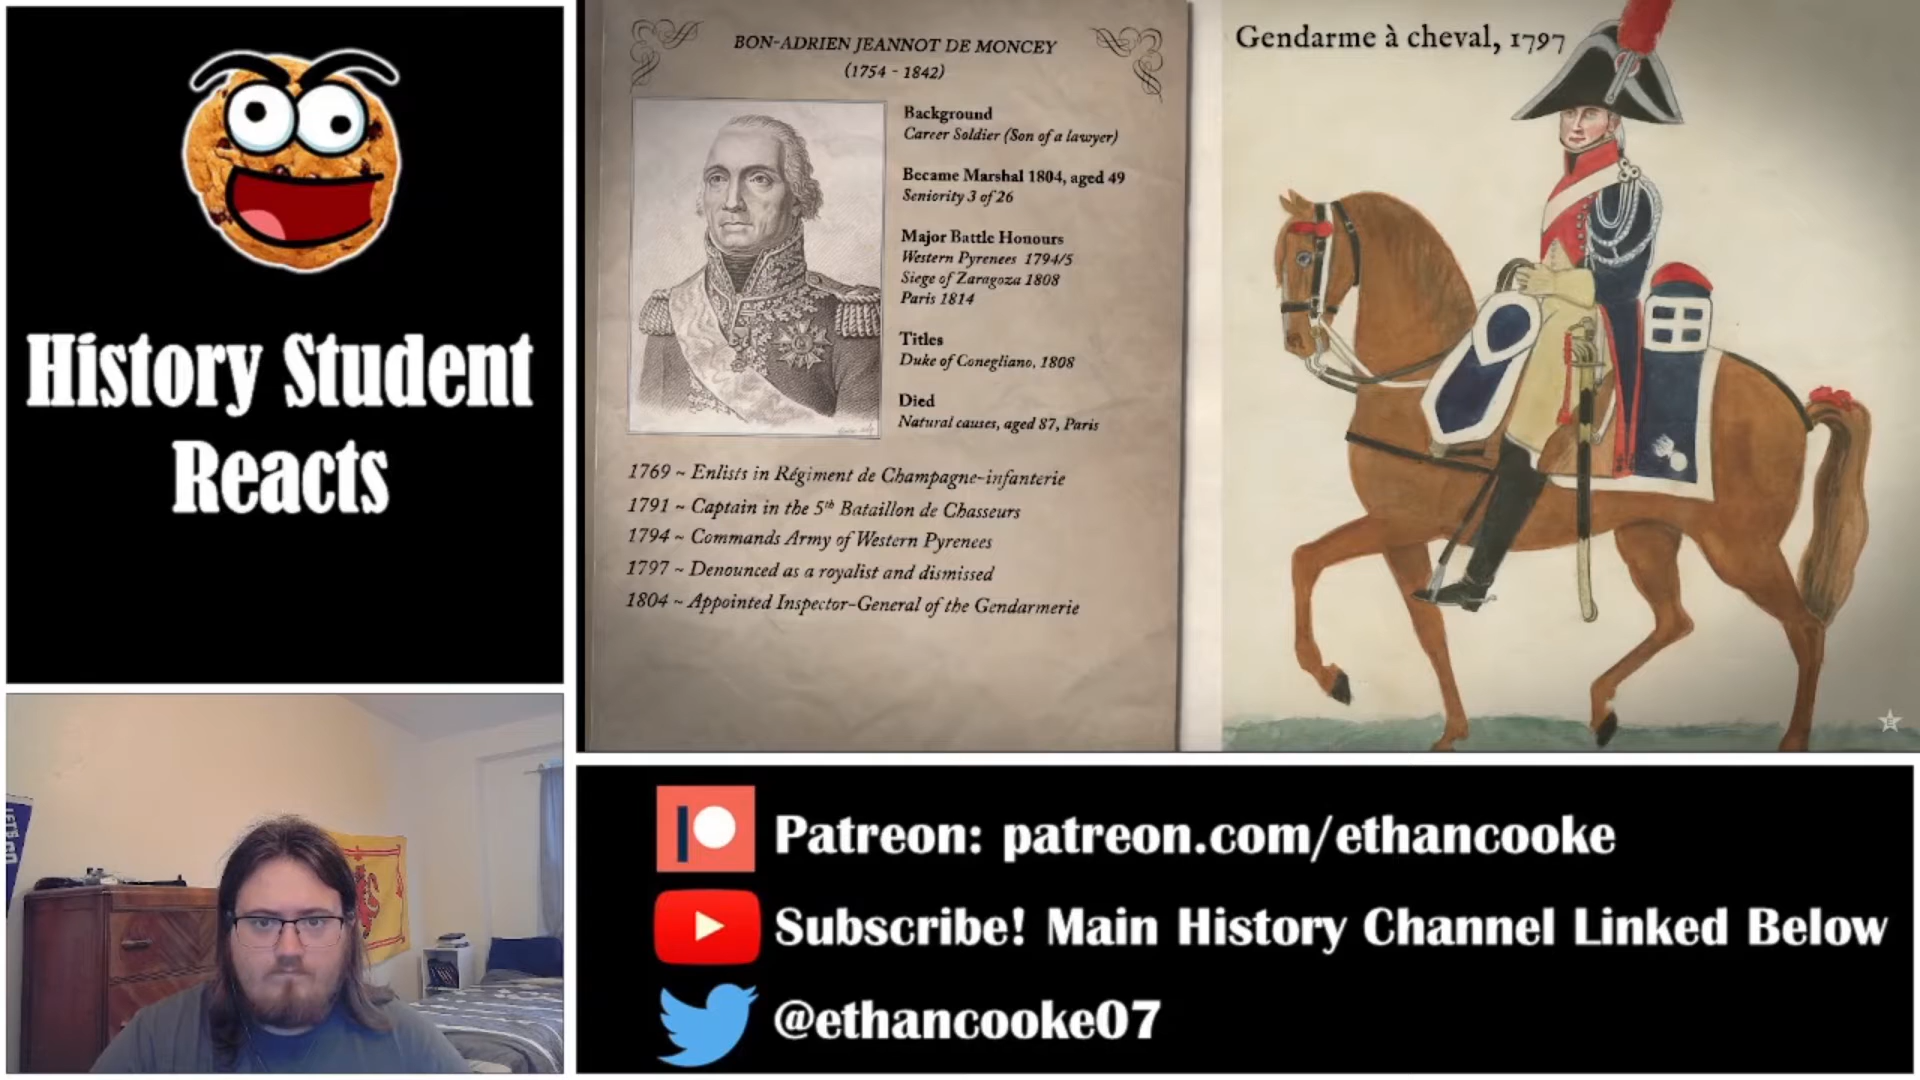 History Student
Reacts
BON-ADRIEN JEANNOT DE MONCEY
(1754 - 1842)
Background
Career Soldier (Son of a lawyer)
Became Marshal 1804, aged 49
Seniority 3 of 26
Major Battle Honours
Western Pyrenees 1794/5
Siege of Zaragoza 1808
Paris 1814
Titles
Duke of Conegliano, 1808
Died
Natural causes, aged 87, Paris
1769 ~ Enlists in Régiment de Champagne-infanterie
1791 ~ Captain in the 5th Bataillon de Chasseurs
1794 ~ Commands Army of Western Pyrenees
1797 ~ Denounced as a royalist and dismissed
1804 ~ Appointed Inspector-General of the Gendarmerie
Gendarme à cheval, 1797
LET'S GO
Patreon: patreon.com/ethancooke
Subscribe! Main History Channel Linked Below
@ethancooke07